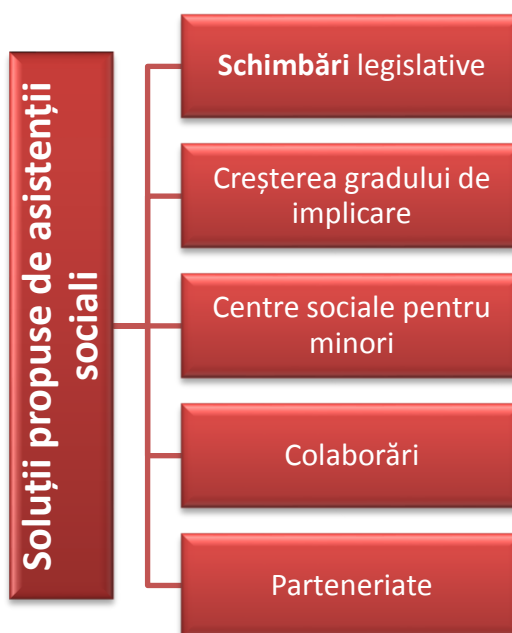 Soluții propuse de asistenții
sociali
Schimbări legislative
Creșterea gradului de
implicare
Centre sociale pentru
minori
Colaborări
Parteneriate